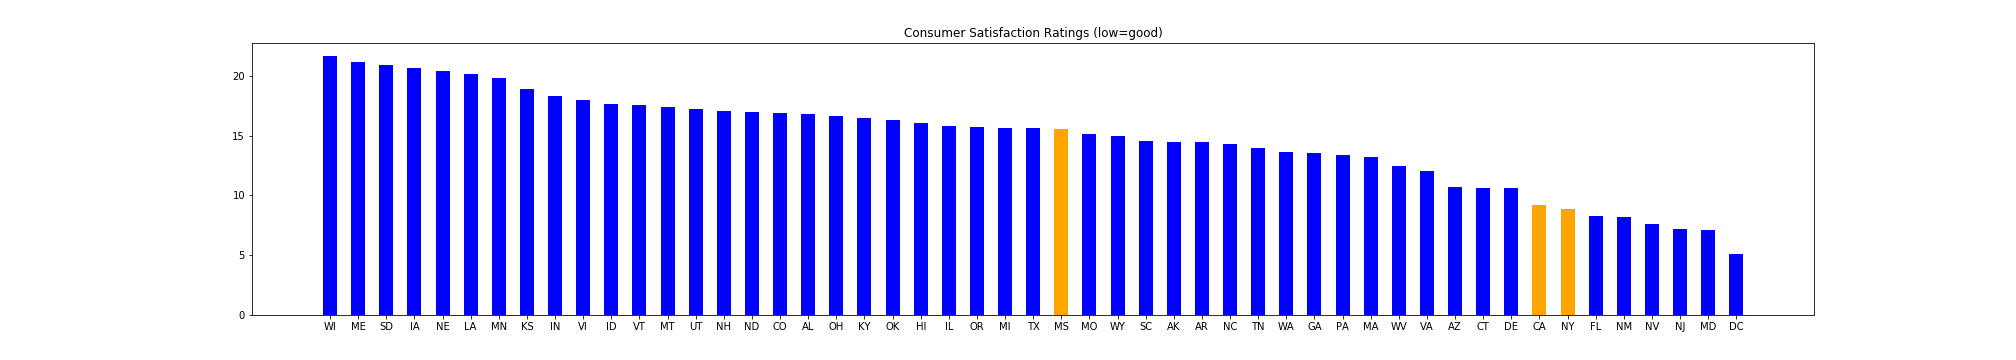 Consumer Satisfaction Ratings (low=good)
20
15
10
5
0
WI ME SD IA NE LA MN KS IN VI ID VT MT UT NH ND CO AL OH KY OK HI IL OR MI TX MS MO WY SC AK AR NC TN WA GA PA MA WV VA AZ CT DE CA NY FL NM NV NJ MD DC